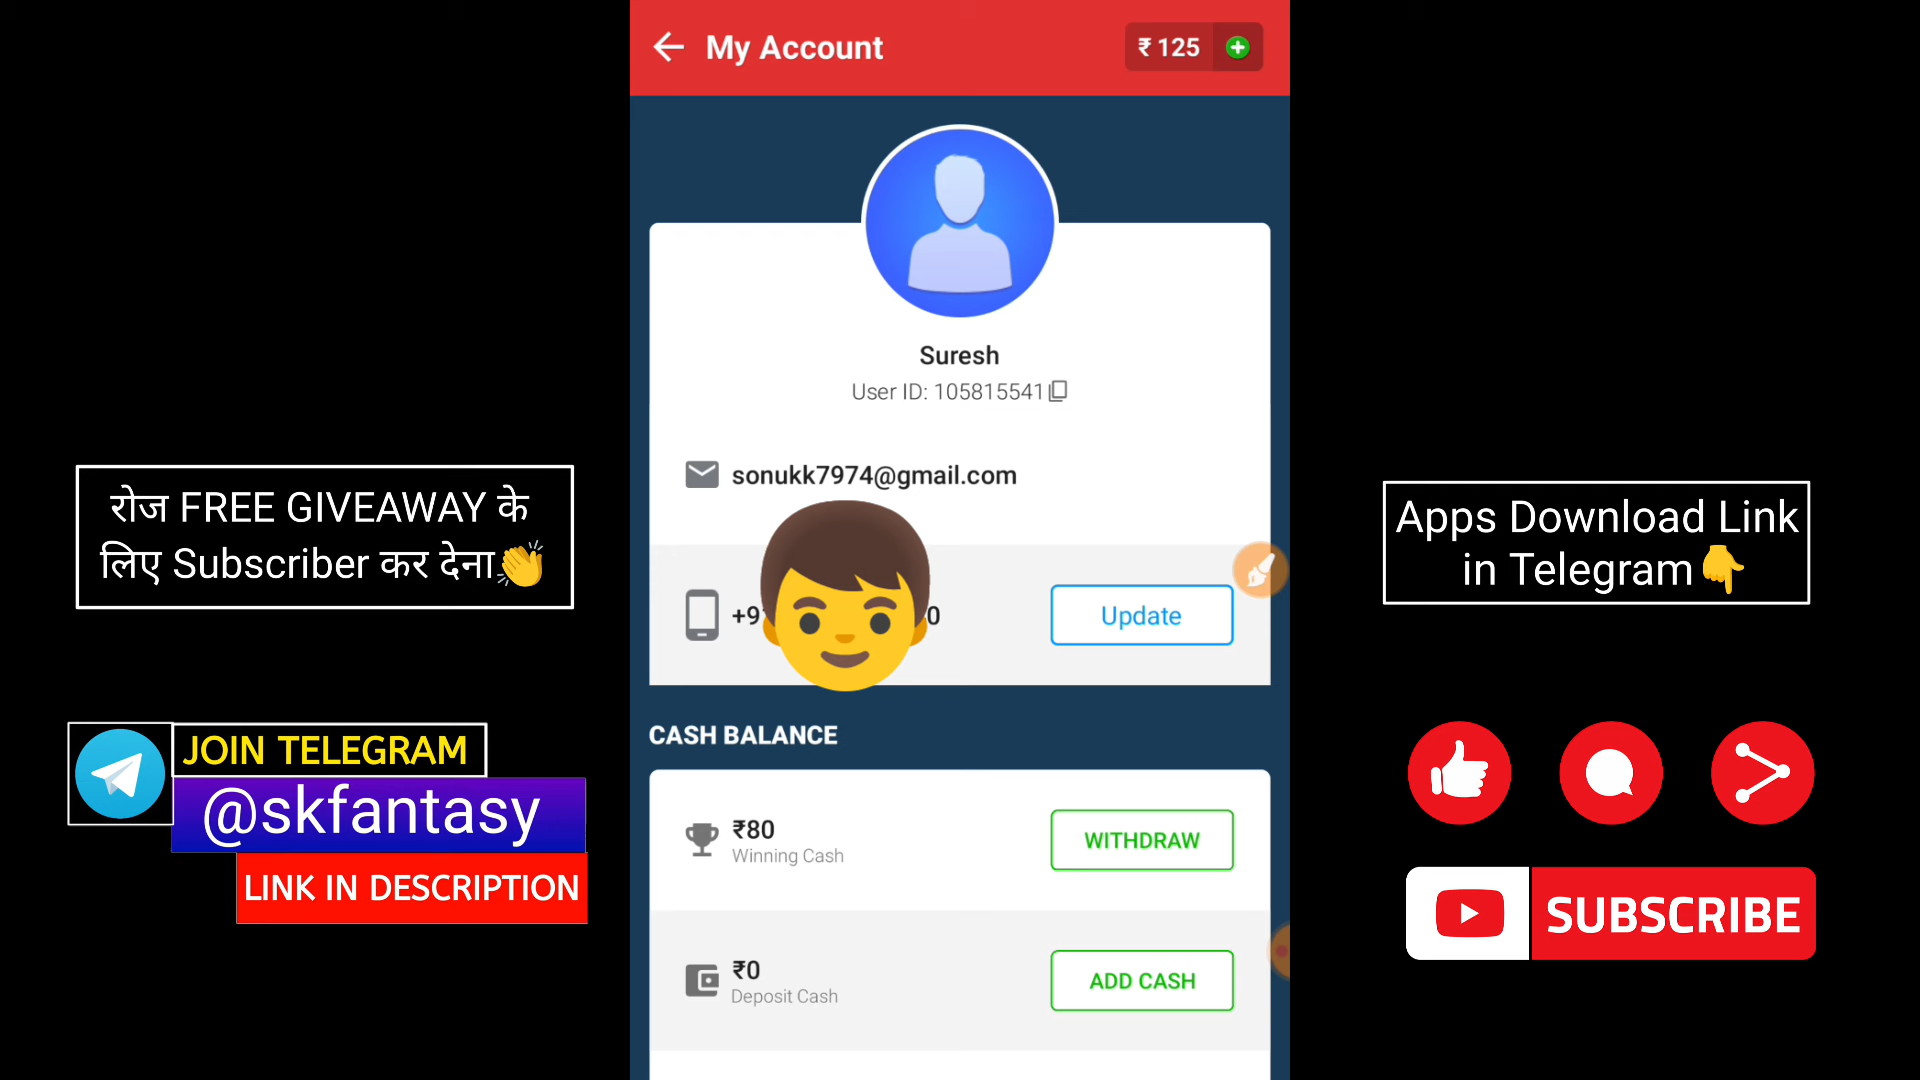 My Account
₹ 125
Suresh
User ID: 105815541
sonukk7974@gmail.com
+9
0
Update
CASH BALANCE
₹80
Winning Cash
WITHDRAW
₹0
Deposit Cash
ADD CASH
रोज FREE GIVEAWAY के
लिए Subscriber कर देना👏
JOIN TELEGRAM
@skfantasy
LINK IN DESCRIPTION
Apps Download Link
in Telegram👇
SUBSCRIBE